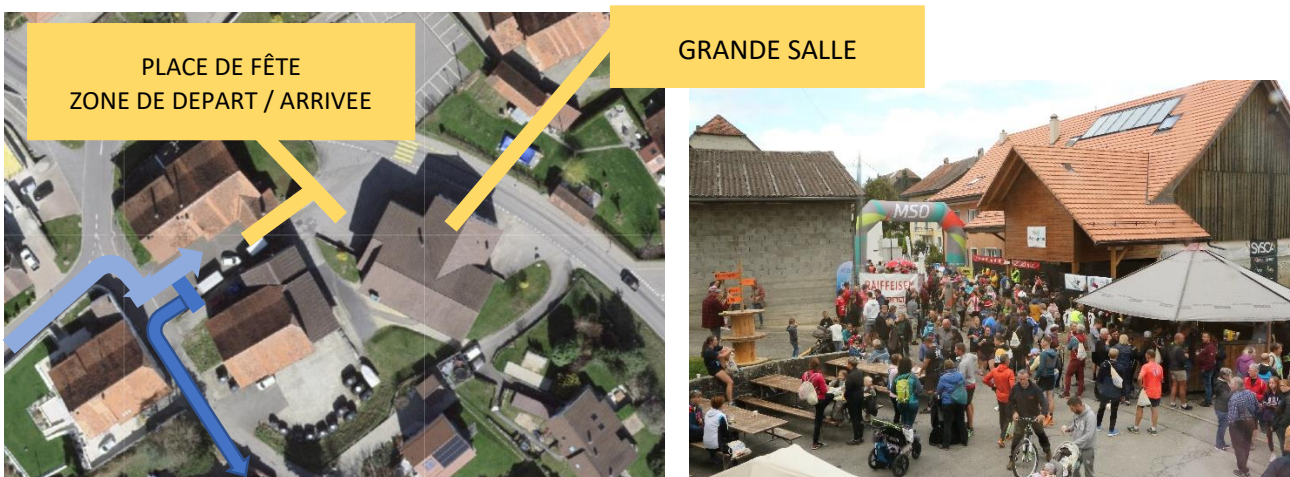 PLACE DE FÊTE
ZONE DE DEPART / ARRIVEE
GRANDE SALLE
MSD
RAIFFEISEN
SYSCA